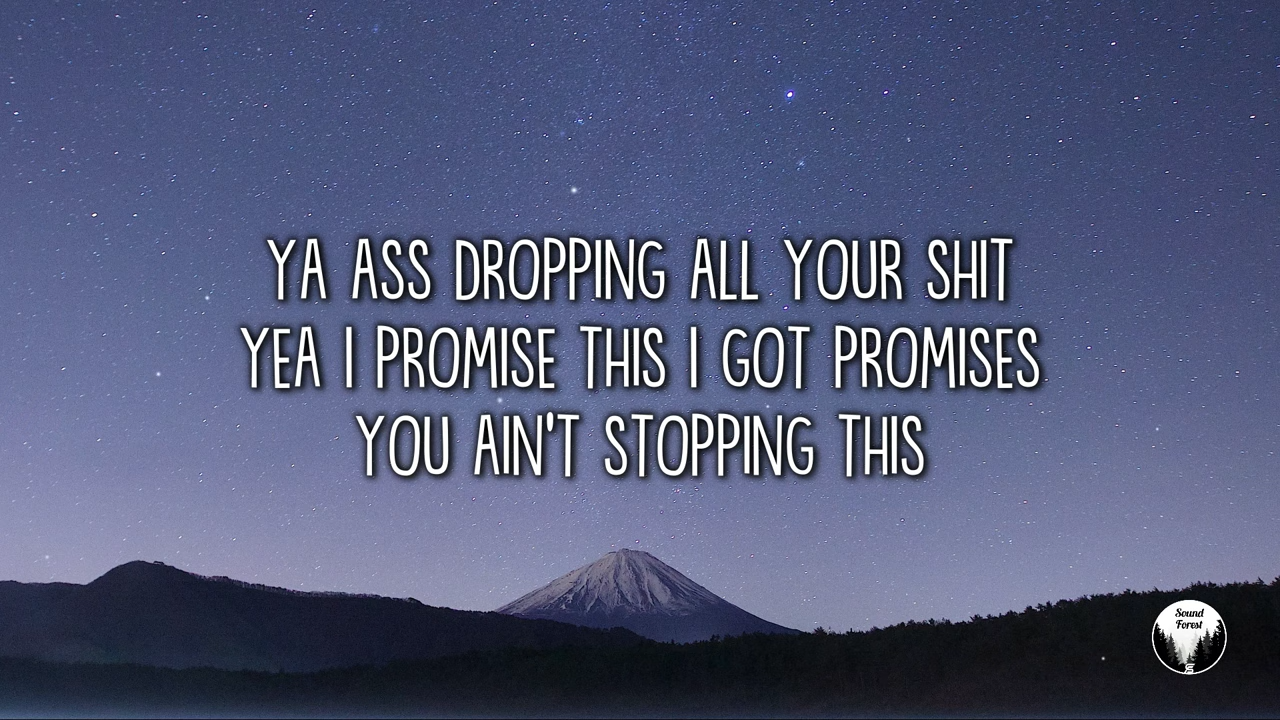 YA ASS DROPPING ALL YOUR SHIT
YEA I PROMISE THIS I GOT PROMISES
YOU AIN'T STOPPING THIS
Sound
Forest